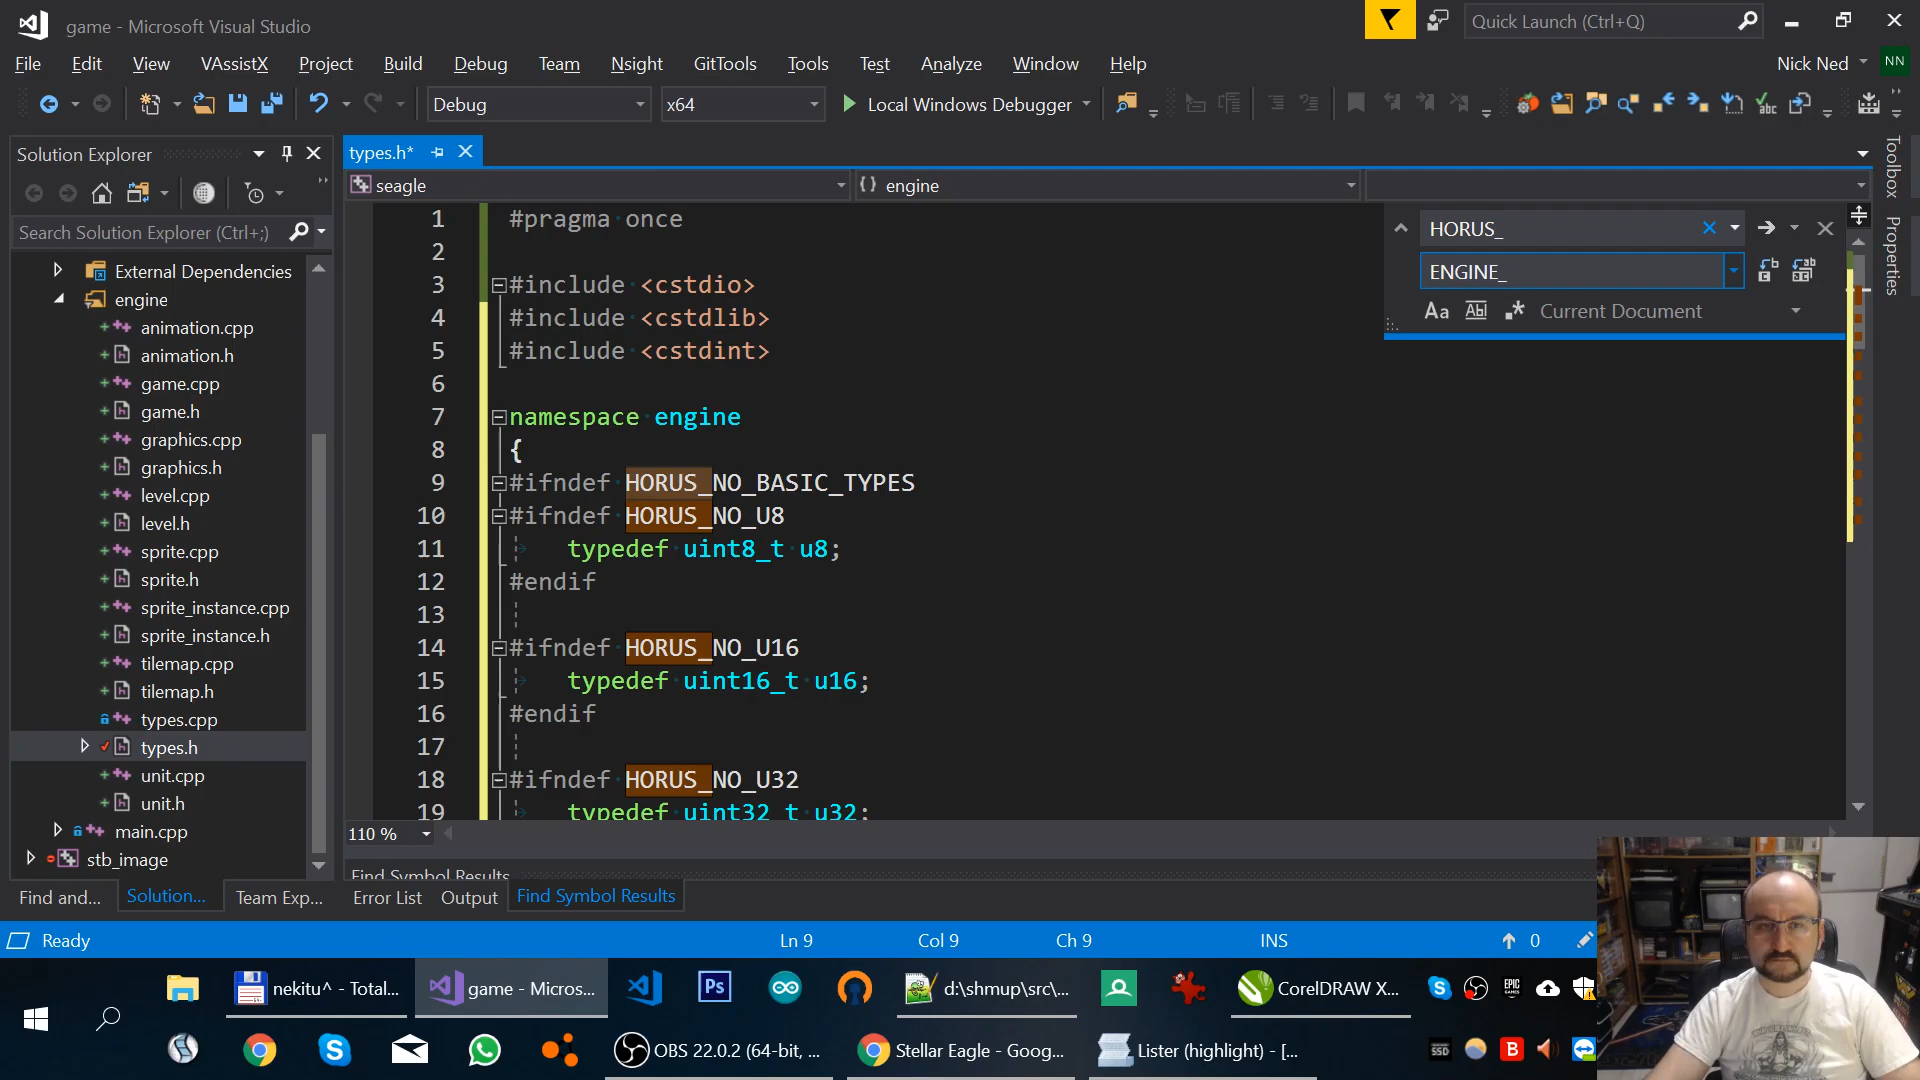 game - Microsoft Visual Studio
Quick Launch (Ctrl+Q)
File Edit View VAssistX Project Build Debug Team Nsight GitTools Tools Test Analyze Window Help
Nick Ned NN
Debug x64 Local Windows Debugger
Solution Explorer
types.h*
seagle
engine
Toolbox
Properties
Search Solution Explorer (Ctrl+;)
External Dependencies
engine
animation.cpp
animation.h
game.cpp
game.h
graphics.cpp
graphics.h
level.cpp
level.h
sprite.cpp
sprite.h
sprite_instance.cpp
sprite_instance.h
tilemap.cpp
tilemap.h
types.cpp
types.h
unit.cpp
unit.h
main.cpp
stb_image
1 #pragma once
2
3 #include <cstdio>
4 #include <cstdlib>
5 #include <cstdint>
6
7 namespace engine
8 {
9 #ifndef HORUS_NO_BASIC_TYPES
10 #ifndef HORUS_NO_U8
11 typedef uint8_t u8;
12 #endif
13
14 #ifndef HORUS_NO_U16
15 typedef uint16_t u16;
16 #endif
17
18 #ifndef HORUS_NO_U32
19 typedef uint32_t u32;
HORUS_
ENGINE_
Aa Abl Current Document
110 %
Find Symbol Results
Find and... Solution... Team Exp...
Error List Output Find Symbol Results
Ready Ln 9 Col 9 Ch 9 INS 0
nekitu^ - Total... game - Micros... Ps d:\shmup\src\... CorelDRAW X... EPIC GAMES
OBS 22.0.2 (64-bit, ... Stellar Eagle - Goog... Lister (highlight) - [... SSD B